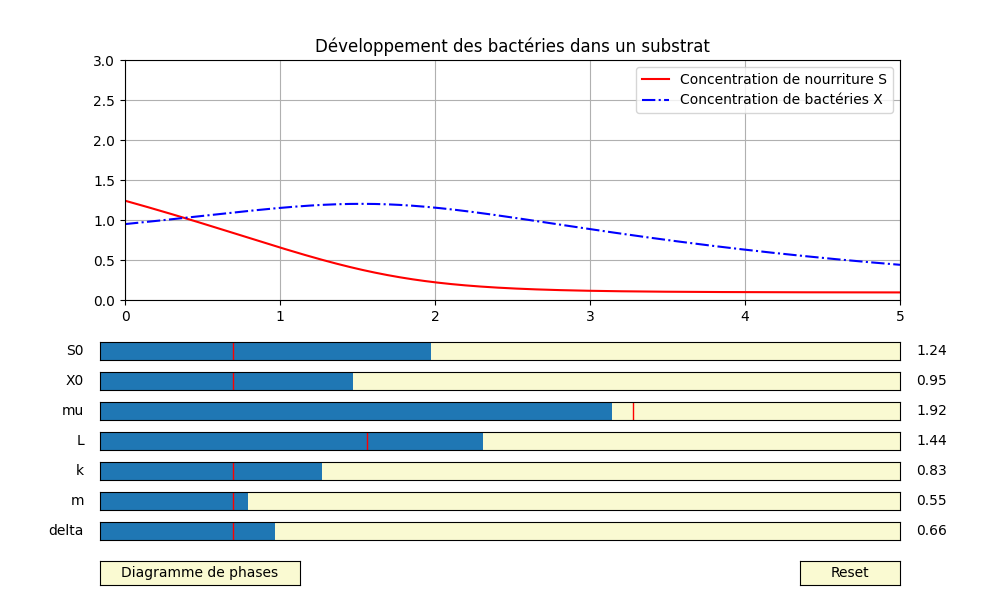 Développement des bactéries dans un substrat
3.0
2.5
2.0
1.5
1.0
0.5
0.0
Concentration de nourriture S
Concentration de bactéries X
0 1 2 3 4 5
S0 1.24
X0 0.95
mu 1.92
L 1.44
k 0.83
m 0.55
delta 0.66
Diagramme de phases Reset